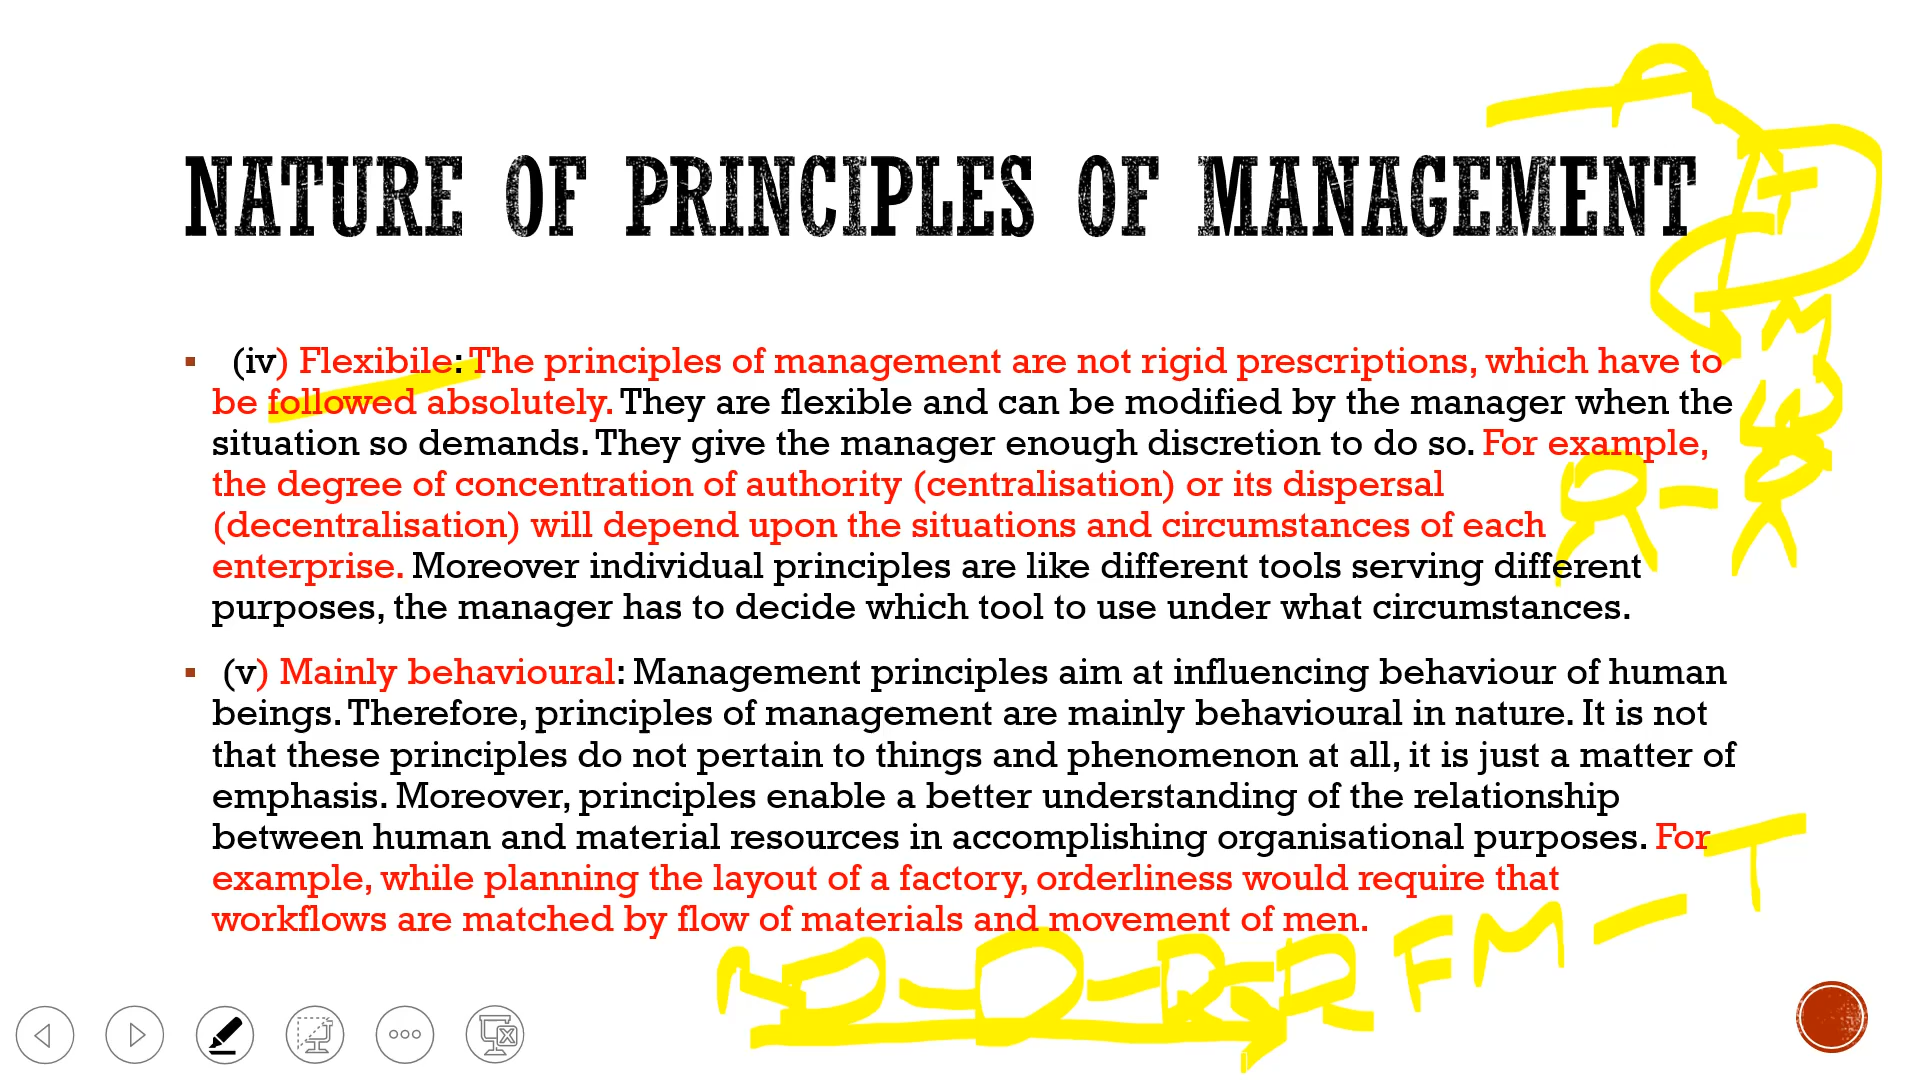 NATURE OF PRINCIPLES OF MANAGEMENT
(iv) Flexibile: The principles of management are not rigid prescriptions, which have to
be followed absolutely. They are flexible and can be modified by the manager when the
situation so demands. They give the manager enough discretion to do so. For example,
the degree of concentration of authority (centralisation) or its dispersal
(decentralisation) will depend upon the situations and circumstances of each
enterprise. Moreover individual principles are like different tools serving different
purposes, the manager has to decide which tool to use under what circumstances.
(v) Mainly behavioural: Management principles aim at influencing behaviour of human
beings. Therefore, principles of management are mainly behavioural in nature. It is not
that these principles do not pertain to things and phenomenon at all, it is just a matter of
emphasis. Moreover, principles enable a better understanding of the relationship
between human and material resources in accomplishing organisational purposes. For
example, while planning the layout of a factory, orderliness would require that
workflows are matched by flow of materials and movement of men.